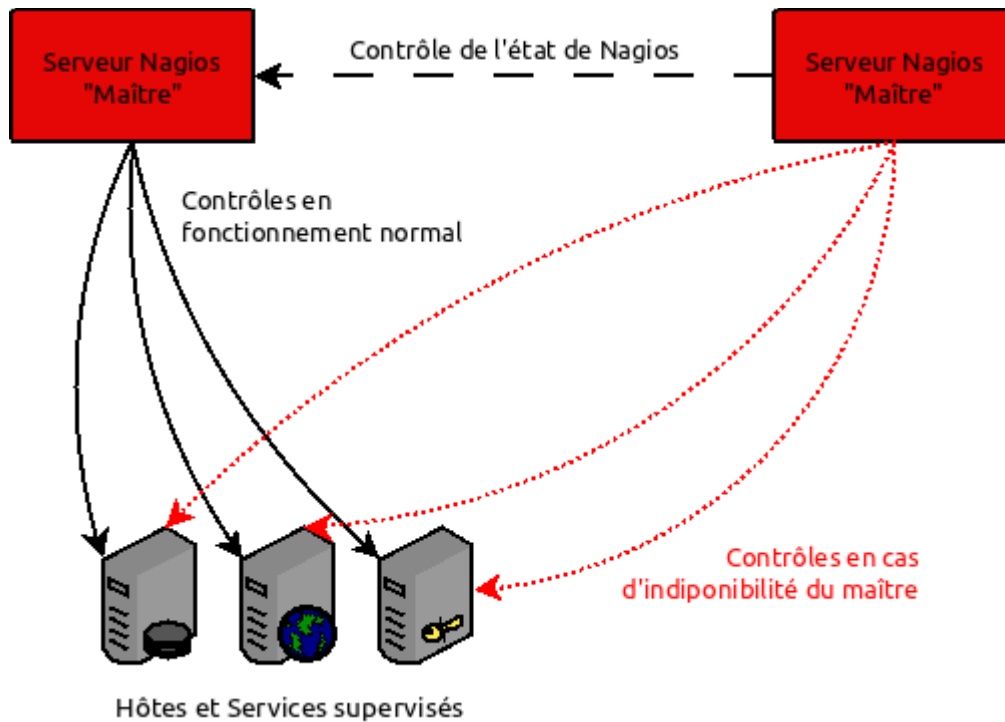 Serveur Nagios
"Maître"
Contrôle de l'état de Nagios
Serveur Nagios
"Maître"
Contrôles en
fonctionnement normal
Contrôles en cas
d'indiponibilité du maître
Hôtes et Services supervisés